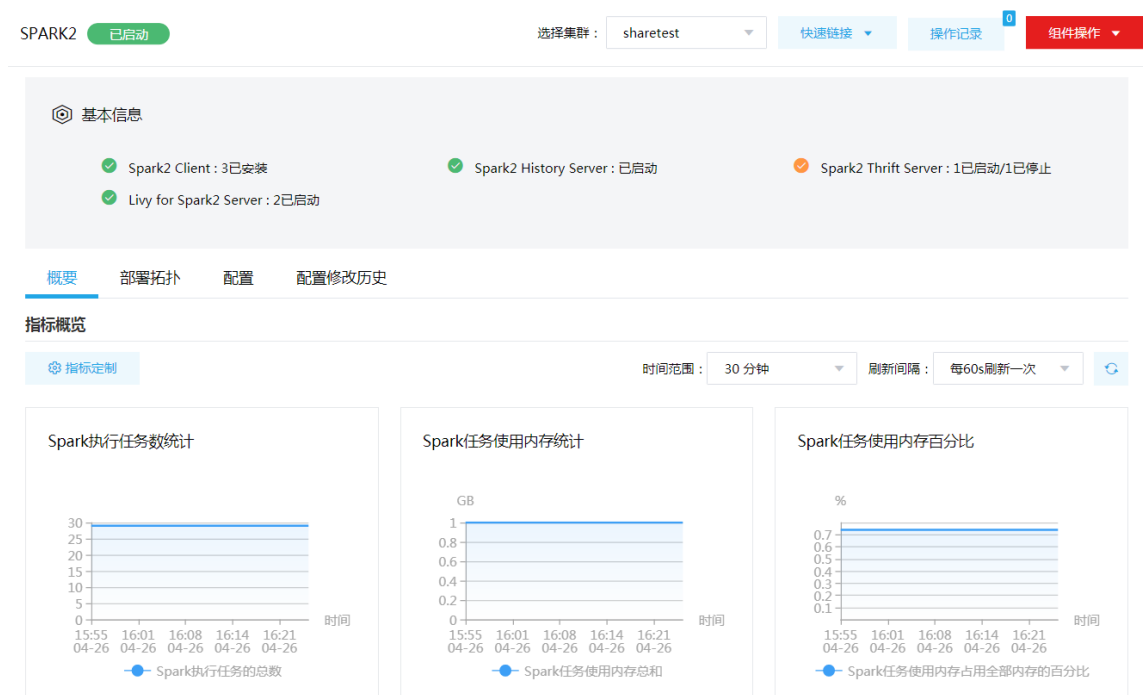 SPARK2 已启动 选择集群： sharetest 快速链接 操作记录 0 组件操作
基本信息
Spark2 Client : 3已安装 Spark2 History Server : 已启动 Spark2 Thrift Server : 1已启动/1已停止
Livy for Spark2 Server : 2已启动
概要 部署拓扑 配置 配置修改历史
指标概览
指标定制 时间范围： 30 分钟 刷新间隔： 每60s刷新一次
Spark执行任务数统计
30
25
20
15
10
5
0
时间
15:55 16:01 16:08 16:14 16:21
04-26 04-26 04-26 04-26 04-26
Spark执行任务的总数
Spark任务使用内存统计
GB
1
0.8
0.6
0.4
0.2
0
时间
15:55 16:01 16:08 16:14 16:21
04-26 04-26 04-26 04-26 04-26
Spark任务使用内存总和
Spark任务使用内存百分比
%
0.7
0.6
0.5
0.4
0.3
0.2
0.1
时间
15:55 16:01 16:08 16:14 16:21
04-26 04-26 04-26 04-26 04-26
Spark任务使用内存占用全部内存的百分比